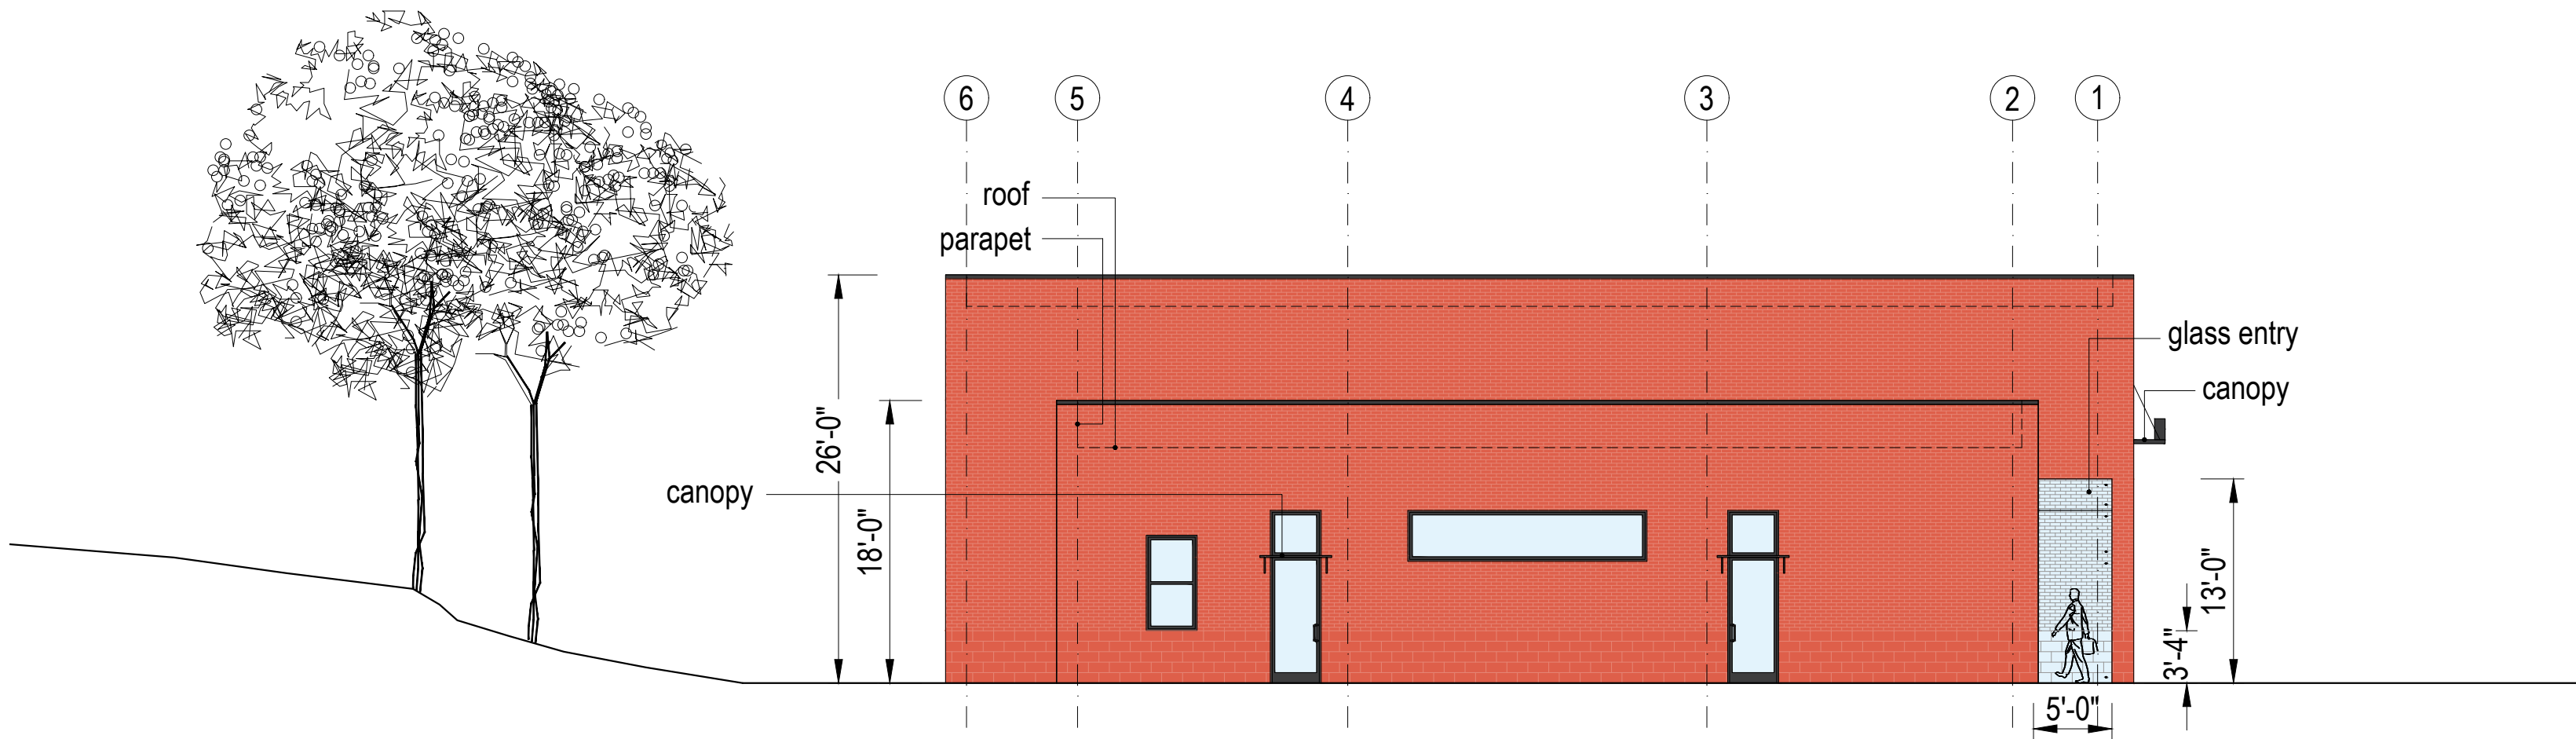 6 5 4 3 2 1
roof
parapet
glass entry
canopy
26'-0"
18'-0"
canopy
13'-0"
3'-4"
5'-0"